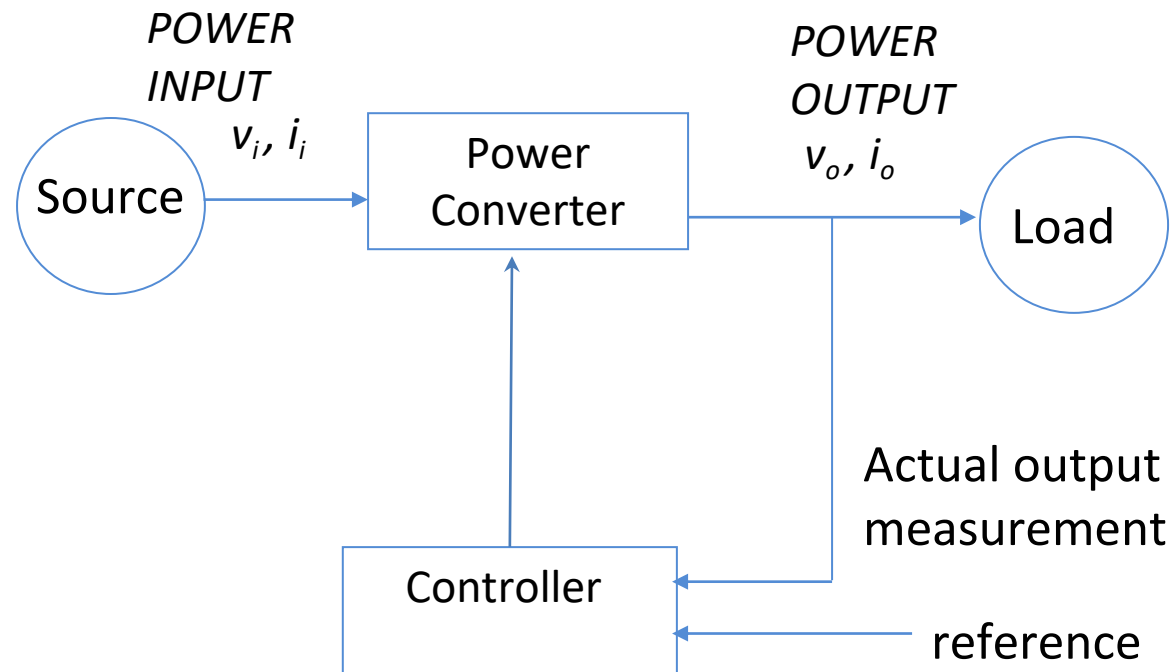 POWER
INPUT
vᵢ, iᵢ
POWER
OUTPUT
vₒ, iₒ
Source
Power
Converter
Load
Actual output
measurement
Controller
reference